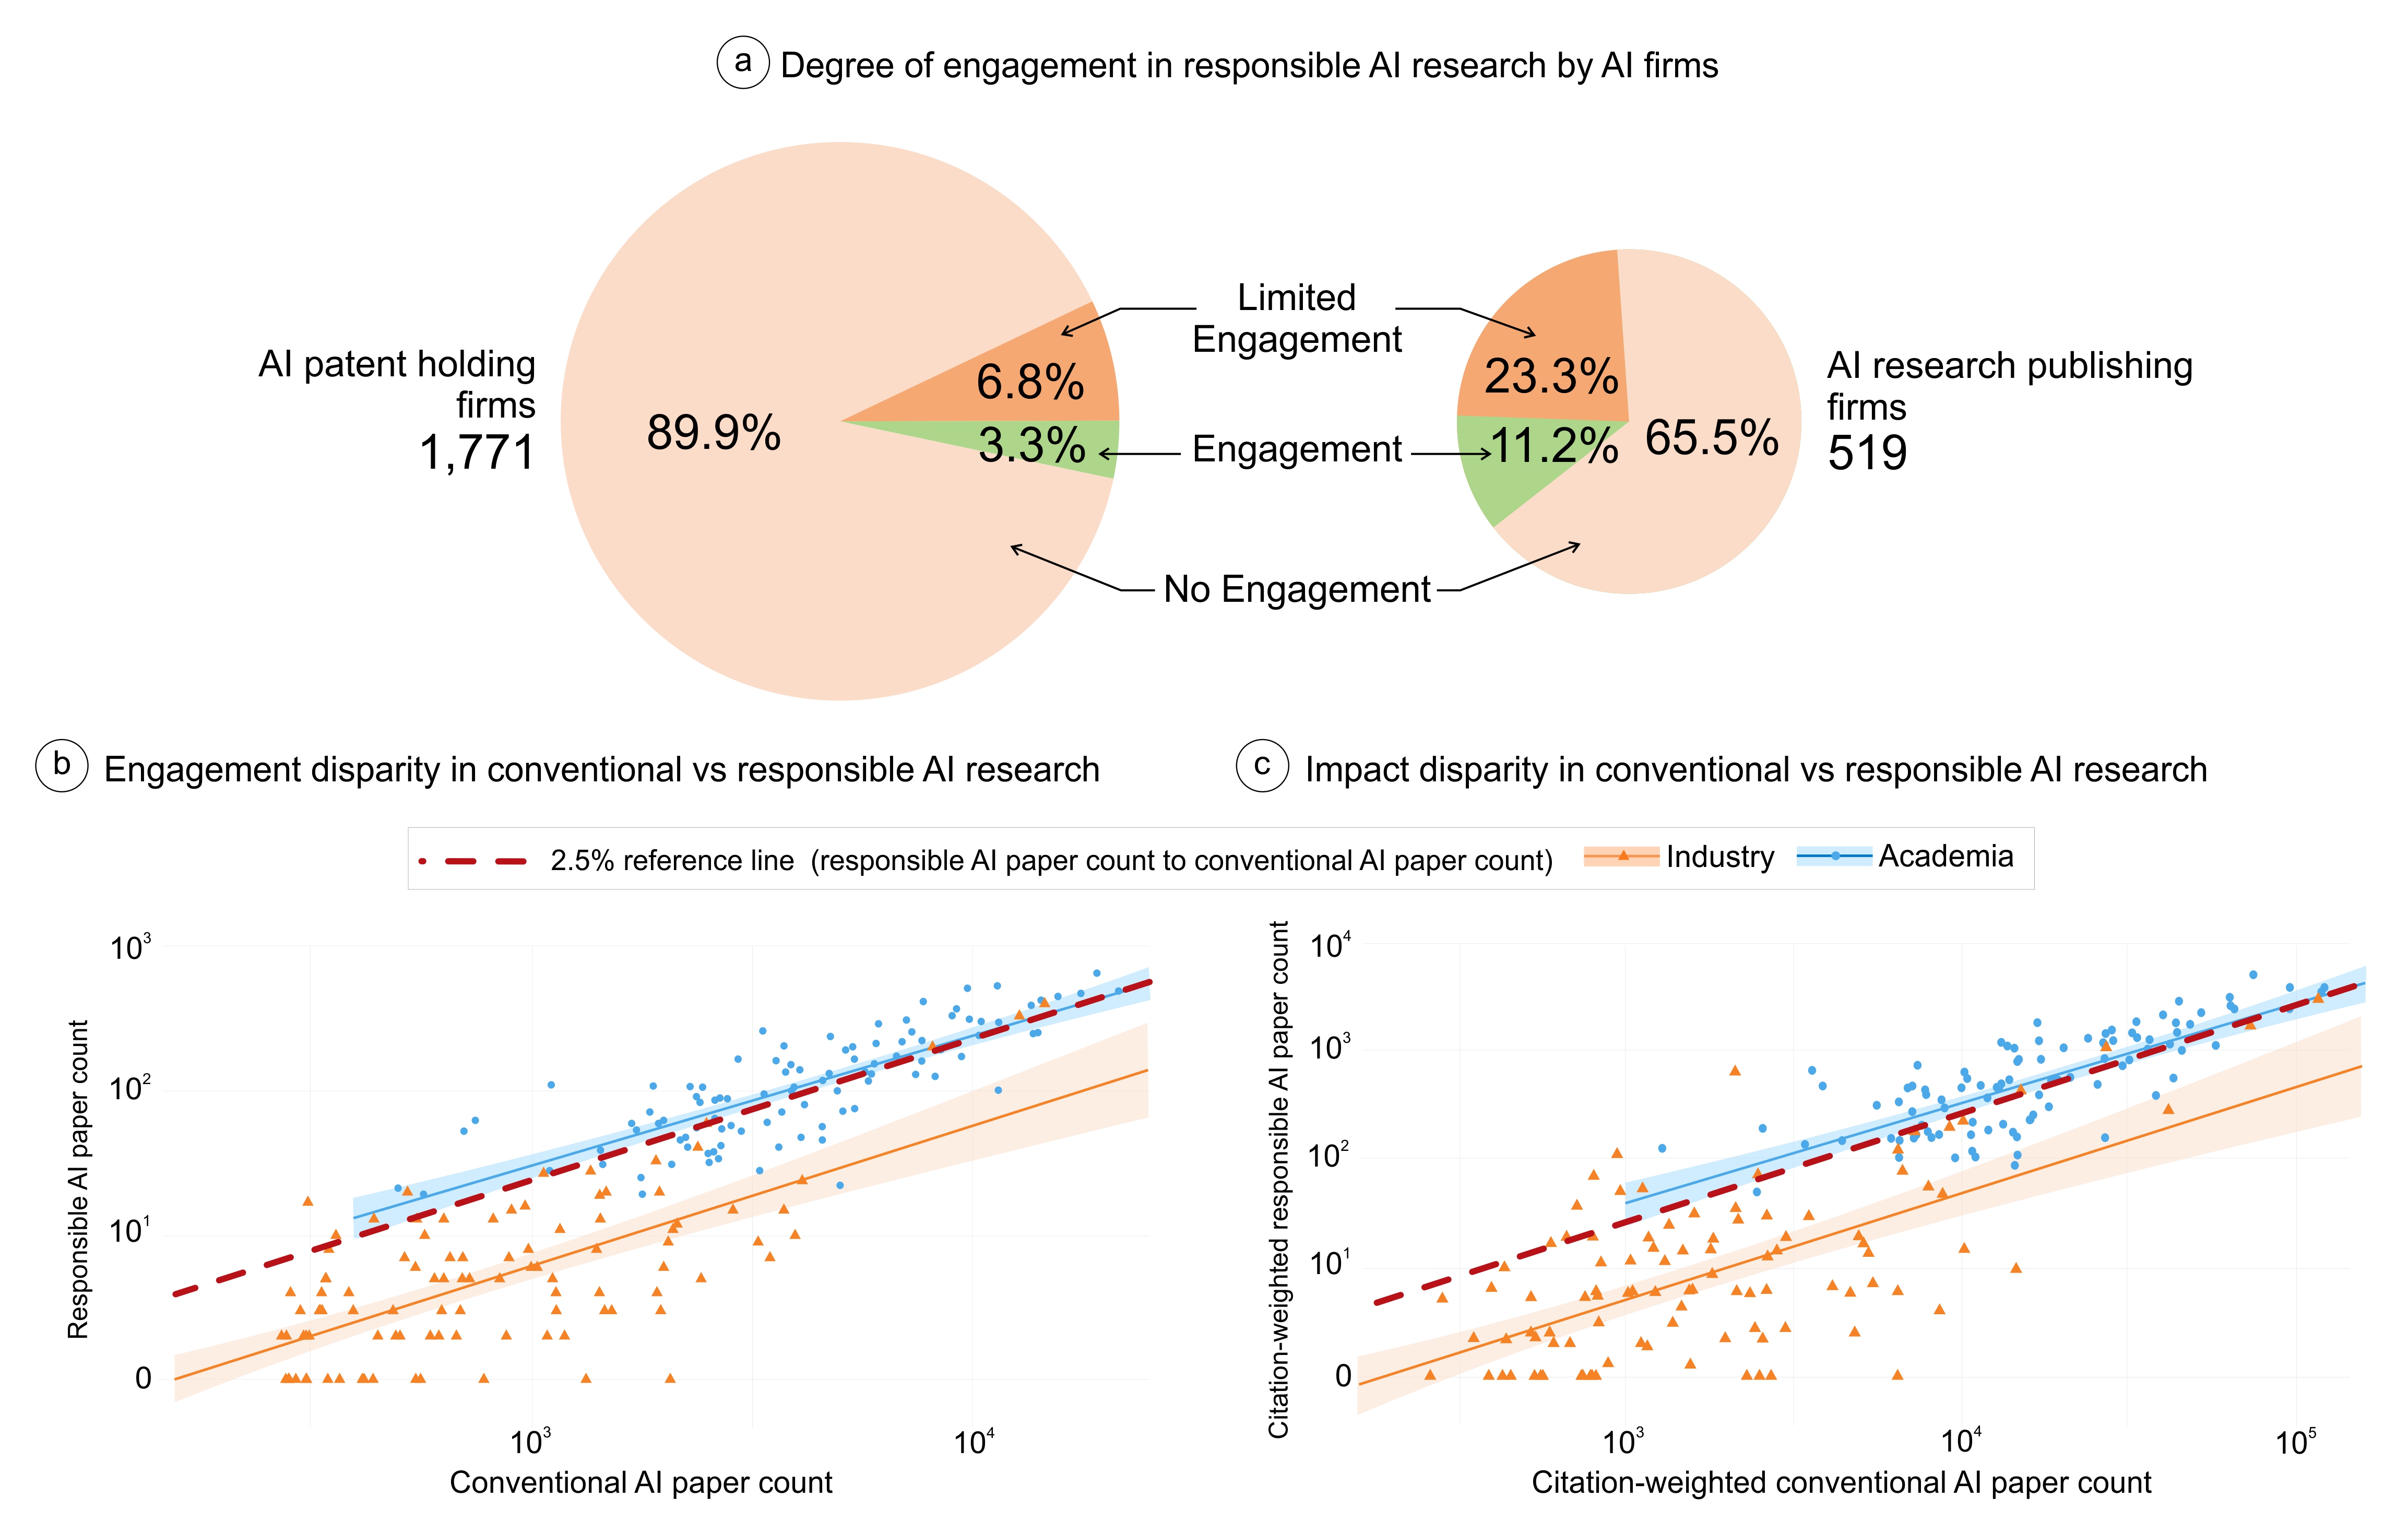 a Degree of engagement in responsible AI research by AI firms
AI patent holding
firms
1,771
89.9%
6.8%
3.3%
Limited
Engagement
Engagement
No Engagement
23.3%
11.2%
65.5%
AI research publishing
firms
519
b Engagement disparity in conventional vs responsible AI research
c Impact disparity in conventional vs responsible AI research
2.5% reference line (responsible AI paper count to conventional AI paper count)
Industry
Academia
Responsible AI paper count
10³
10²
10¹
0
10³
10⁴
Conventional AI paper count
Citation-weighted responsible AI paper count
10⁴
10³
10²
10¹
0
10³
10⁴
10⁵
Citation-weighted conventional AI paper count